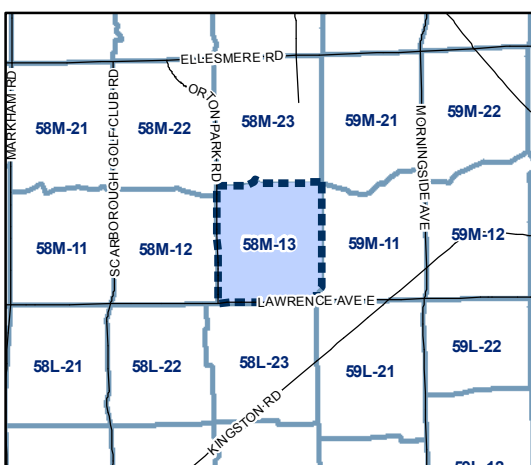 ELLESMERE RD
MARKHAM RD
SCARBOROUGH GOLF CLUB RD
ORTON PARK RD
MORNINGSIDE AVE
58M-21
58M-22
58M-23
59M-21
59M-22
58M-11
58M-12
58M-13
59M-11
59M-12
LAWRENCE AVE E
58L-21
58L-22
58L-23
59L-21
59L-22
KINGSTON RD
59L-12